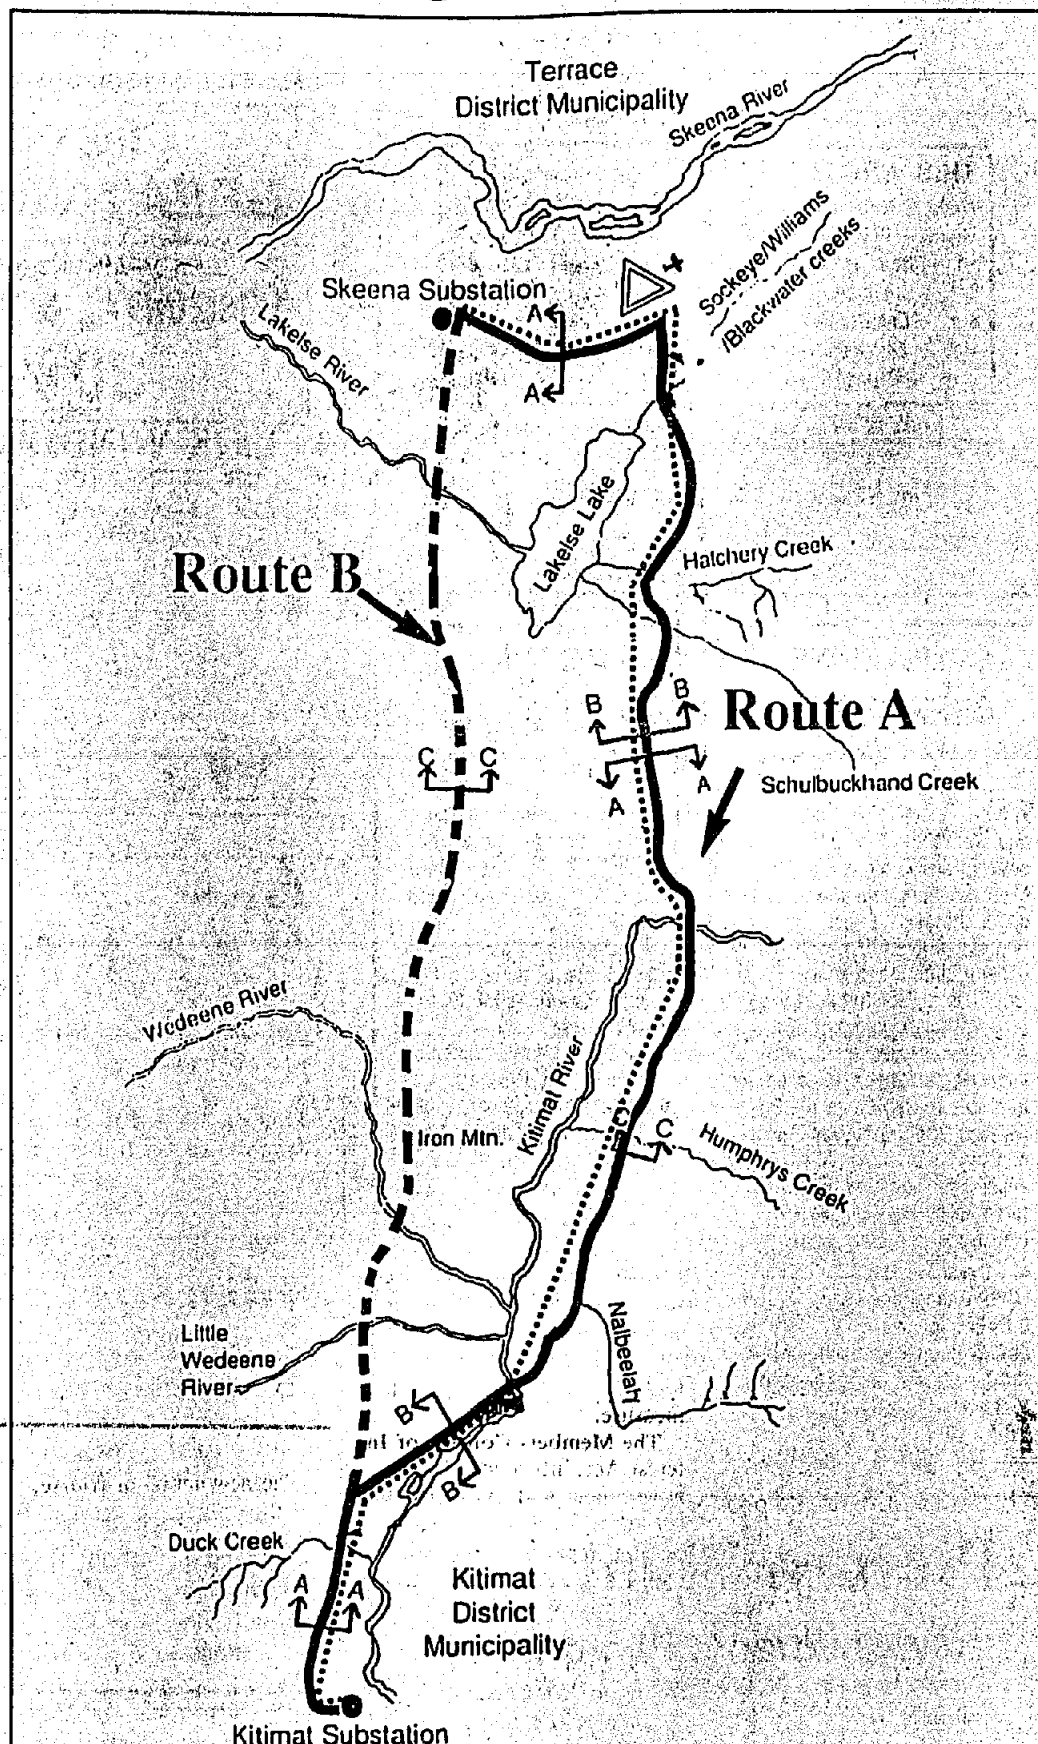 Terrace
District Municipality
Skeena River
Sockeye/Williams
/Blackwater creeks
Skeena Substation
A
A
Lakelse River
Lakelse Lake
Hatchery Creek
Route B
B
B
Route A
C
C
A
A
Schulbuckhand Creek
Wedeene River
Kitimat River
Iron Mtn.
C
C
Humphrys Creek
Little
Wedeene
River
Nalbeelah
B
B
The Members
Duck Creek
A
A
Kitimat
District
Municipality
Kitimat Substation